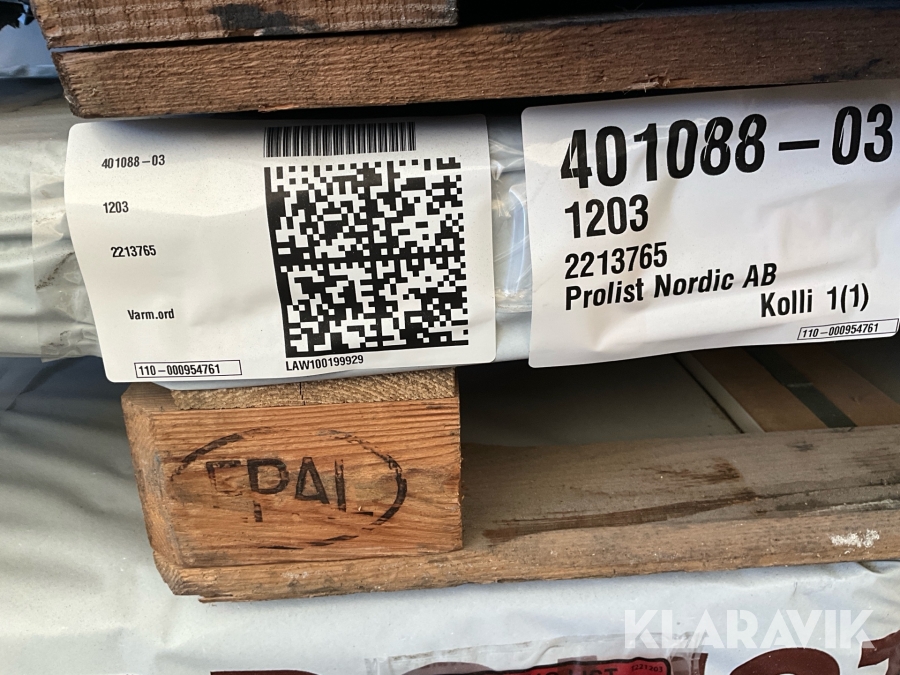 401088-03
1203
2213765
Varm.ord
110-000954761
LAW100199929
401088-03
1203
2213765
Prolist Nordic AB
Kolli 1(1)
110-000954761
EPAL
KLARAVIK